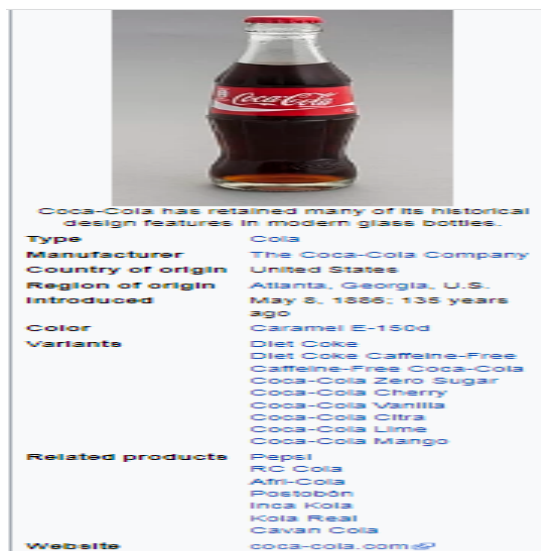 Coca-Cola
Coca-Cola has retained many of its historical
design features in modern glass bottles.
Type Cola
Manufacturer The Coca-Cola Company
Country of origin United States
Region of origin Atlanta, Georgia, U.S.
Introduced May 8, 1886; 135 years
ago
Color Caramel E-150d
Variants Diet Coke
Diet Coke Caffeine-Free
Caffeine-Free Coca-Cola
Coca-Cola Zero Sugar
Coca-Cola Cherry
Coca-Cola Vanilla
Coca-Cola Citra
Coca-Cola Lime
Coca-Cola Mango
Related products Pepsi
RC Cola
Afri-Cola
Postobón
Inca Kola
Kola Real
Cavan Cola
Website coca-cola.com